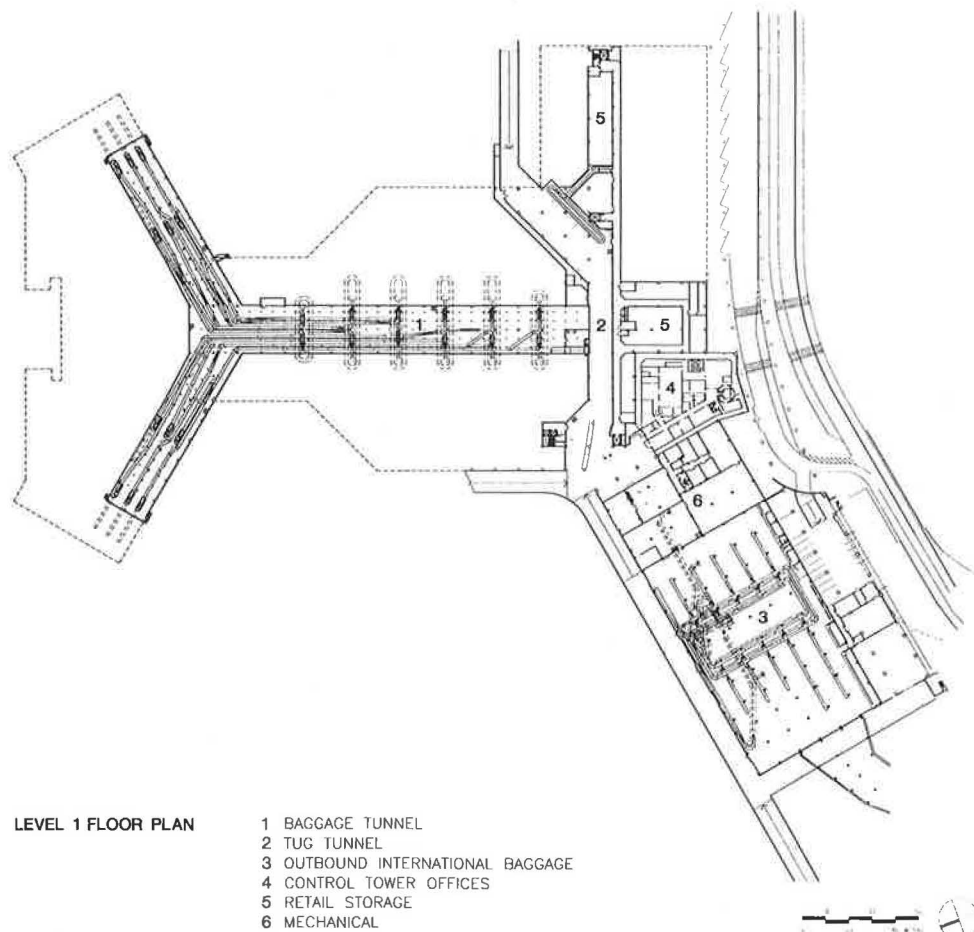 5
1
2
5
4
6
3
LEVEL 1 FLOOR PLAN
1 BAGGAGE TUNNEL
2 TUG TUNNEL
3 OUTBOUND INTERNATIONAL BAGGAGE
4 CONTROL TOWER OFFICES
5 RETAIL STORAGE
6 MECHANICAL